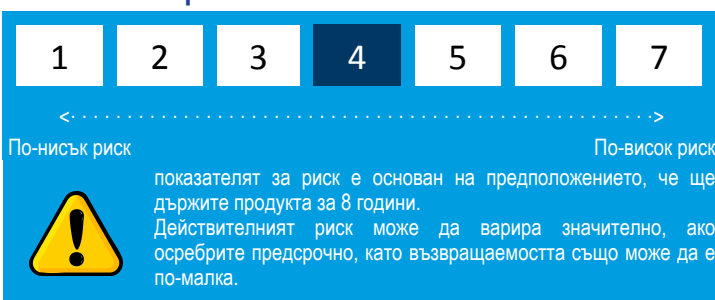 1 2 3 4 5 6 7
<· · · · · · · · · · · · · · · · · · · · · · · · · · · · · · · · · · · · · · · · · · · · · · · · · · · · · ·>
По-нисък риск По-висок риск
показателят за риск е основан на предположението, че ще
държите продукта за 8 години.
Действителният риск може да варира значително, ако
осребрите предсрочно, като възвращаемостта също може да е
по-малка.